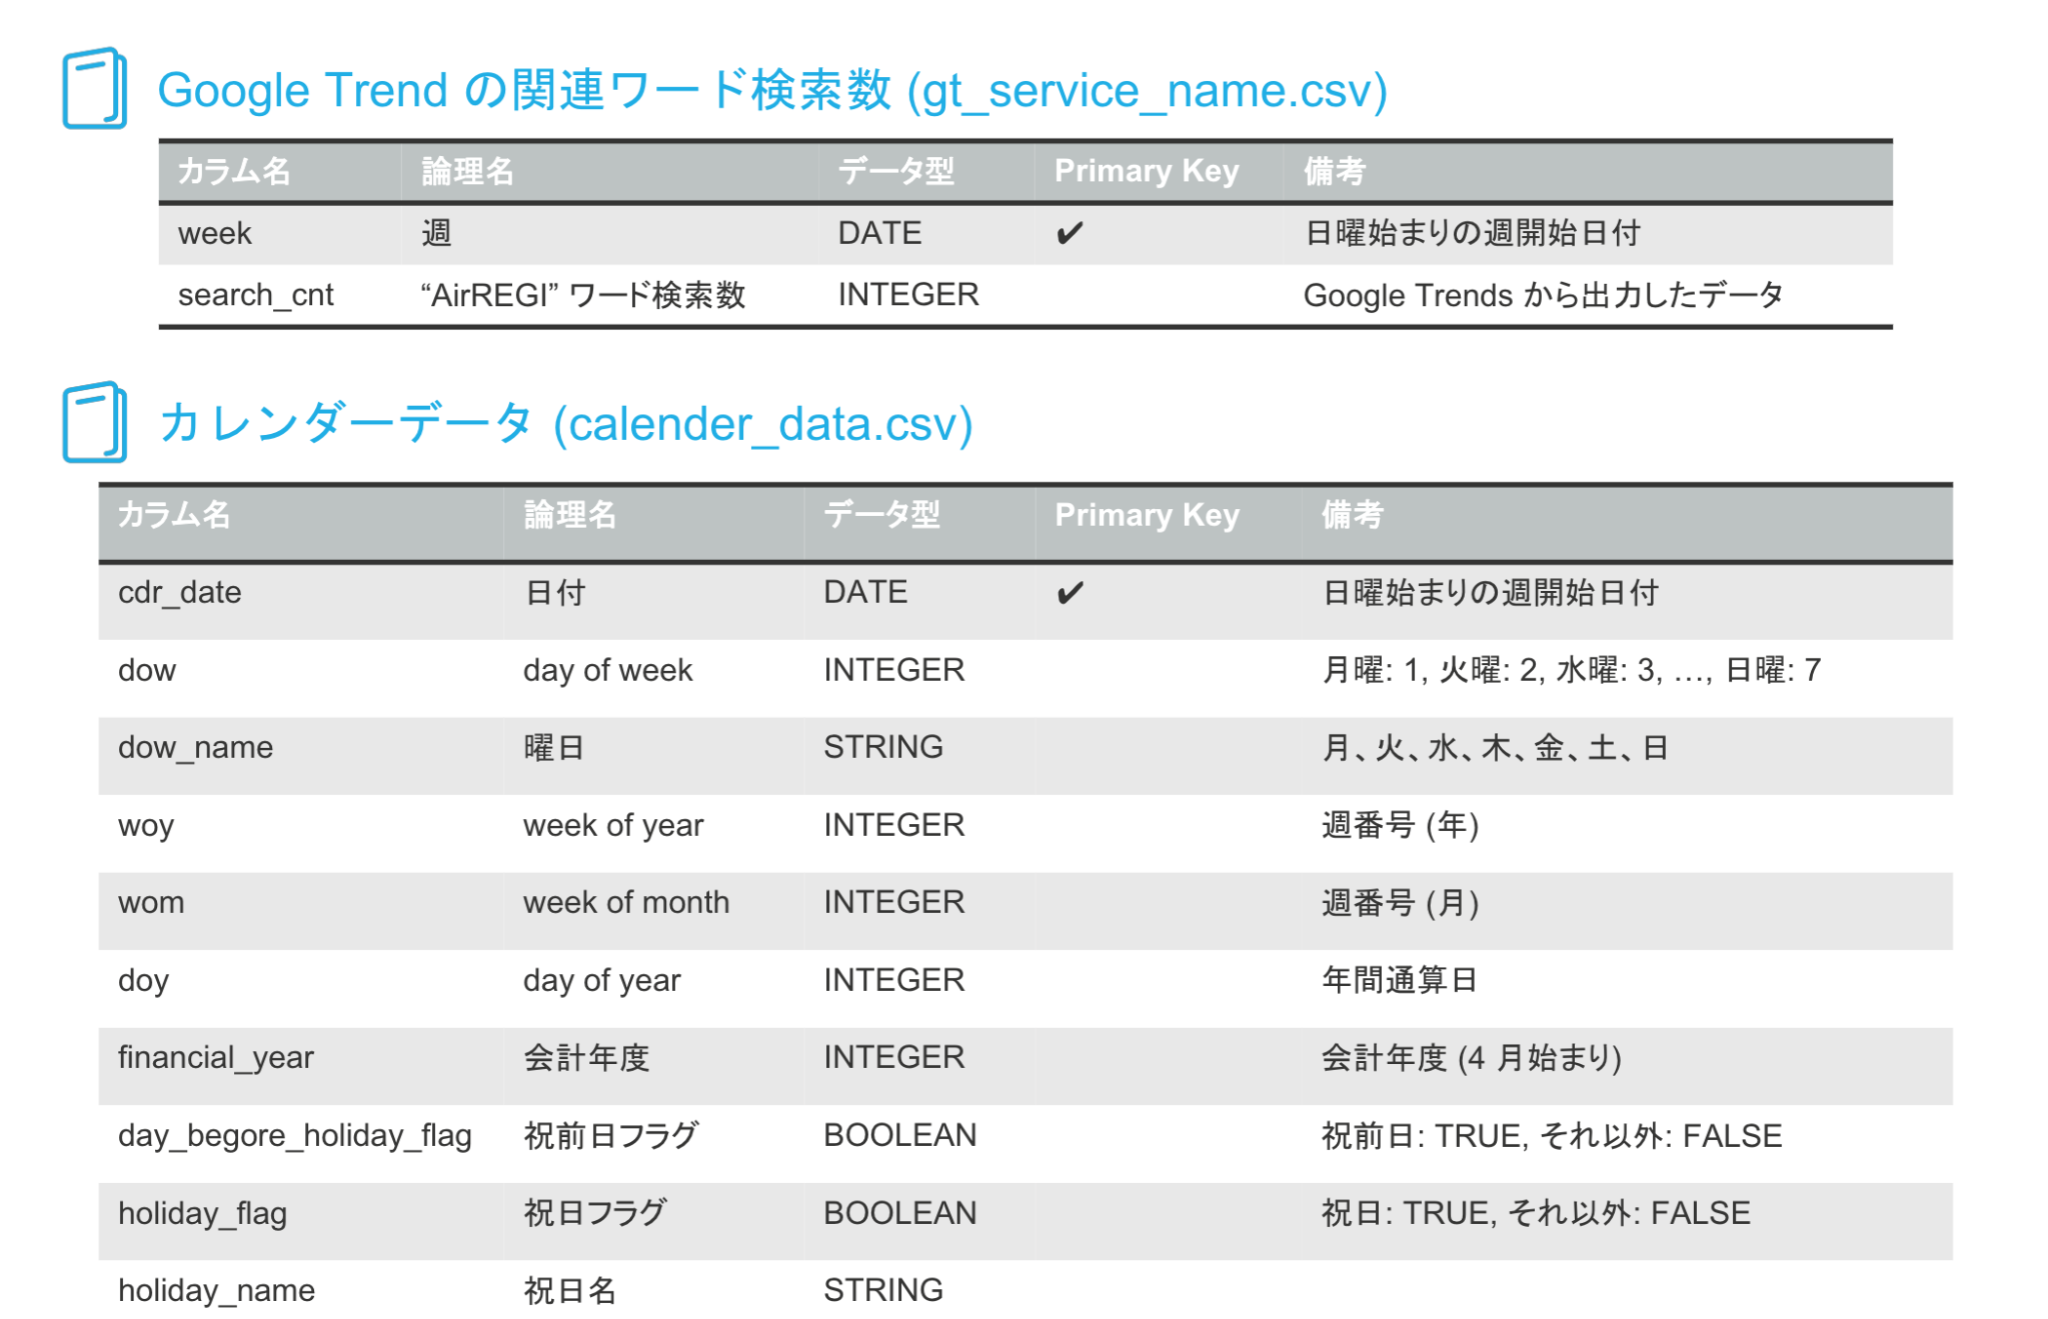 Google Trend の関連ワード検索数 (gt_service_name.csv)
カラム名 論理名 データ型 Primary Key 備考
week 週 DATE ✔ 日曜始まりの週開始日付
search_cnt “AirREGI” ワード検索数 INTEGER Google Trends から出力したデータ
カレンダーデータ (calender_data.csv)
カラム名 論理名 データ型 Primary Key 備考
cdr_date 日付 DATE ✔ 日曜始まりの週開始日付
dow day of week INTEGER 月曜: 1, 火曜: 2, 水曜: 3, …, 日曜: 7
dow_name 曜日 STRING 月、火、水、木、金、土、日
woy week of year INTEGER 週番号 (年)
wom week of month INTEGER 週番号 (月)
doy day of year INTEGER 年間通算日
financial_year 会計年度 INTEGER 会計年度 (4 月始まり)
day_begore_holiday_flag 祝前日フラグ BOOLEAN 祝前日: TRUE, それ以外: FALSE
holiday_flag 祝日フラグ BOOLEAN 祝日: TRUE, それ以外: FALSE
holiday_name 祝日名 STRING